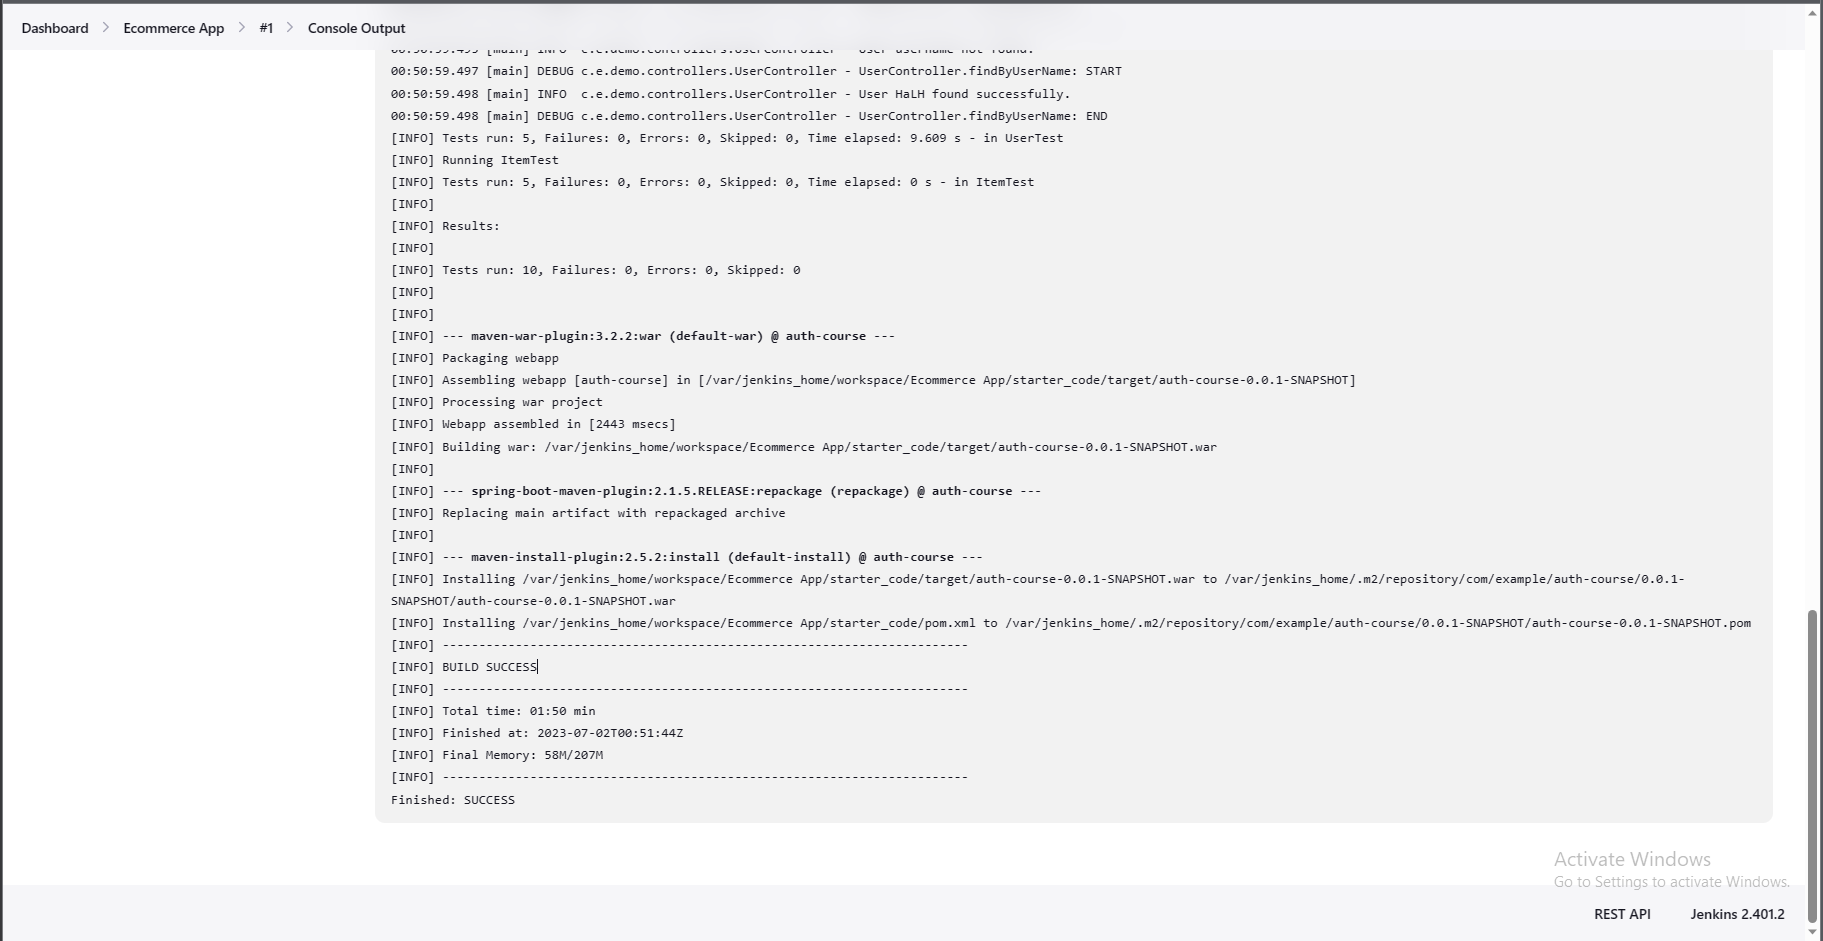 Dashboard > Ecommerce App > #1 > Console Output
00:50:59.495 [main] INFO  c.e.demo.controllers.UserController - User username not found.
00:50:59.497 [main] DEBUG c.e.demo.controllers.UserController - UserController.findByUserName: START
00:50:59.498 [main] INFO  c.e.demo.controllers.UserController - User HaLH found successfully.
00:50:59.498 [main] DEBUG c.e.demo.controllers.UserController - UserController.findByUserName: END
[INFO] Tests run: 5, Failures: 0, Errors: 0, Skipped: 0, Time elapsed: 9.609 s - in UserTest
[INFO] Running ItemTest
[INFO] Tests run: 5, Failures: 0, Errors: 0, Skipped: 0, Time elapsed: 0 s - in ItemTest
[INFO]
[INFO] Results:
[INFO]
[INFO] Tests run: 10, Failures: 0, Errors: 0, Skipped: 0
[INFO]
[INFO]
[INFO] --- maven-war-plugin:3.2.2:war (default-war) @ auth-course ---
[INFO] Packaging webapp
[INFO] Assembling webapp [auth-course] in [/var/jenkins_home/workspace/Ecommerce App/starter_code/target/auth-course-0.0.1-SNAPSHOT]
[INFO] Processing war project
[INFO] Webapp assembled in [2443 msecs]
[INFO] Building war: /var/jenkins_home/workspace/Ecommerce App/starter_code/target/auth-course-0.0.1-SNAPSHOT.war
[INFO]
[INFO] --- spring-boot-maven-plugin:2.1.5.RELEASE:repackage (repackage) @ auth-course ---
[INFO] Replacing main artifact with repackaged archive
[INFO]
[INFO] --- maven-install-plugin:2.5.2:install (default-install) @ auth-course ---
[INFO] Installing /var/jenkins_home/workspace/Ecommerce App/starter_code/target/auth-course-0.0.1-SNAPSHOT.war to /var/jenkins_home/.m2/repository/com/example/auth-course/0.0.1-
SNAPSHOT/auth-course-0.0.1-SNAPSHOT.war
[INFO] Installing /var/jenkins_home/workspace/Ecommerce App/starter_code/pom.xml to /var/jenkins_home/.m2/repository/com/example/auth-course/0.0.1-SNAPSHOT/auth-course-0.0.1-SNAPSHOT.pom
[INFO] ------------------------------------------------------------------------
[INFO] BUILD SUCCESS
[INFO] ------------------------------------------------------------------------
[INFO] Total time: 01:50 min
[INFO] Finished at: 2023-07-02T00:51:44Z
[INFO] Final Memory: 58M/207M
[INFO] ------------------------------------------------------------------------
Finished: SUCCESS
Activate Windows
Go to Settings to activate Windows.
REST API
Jenkins 2.401.2